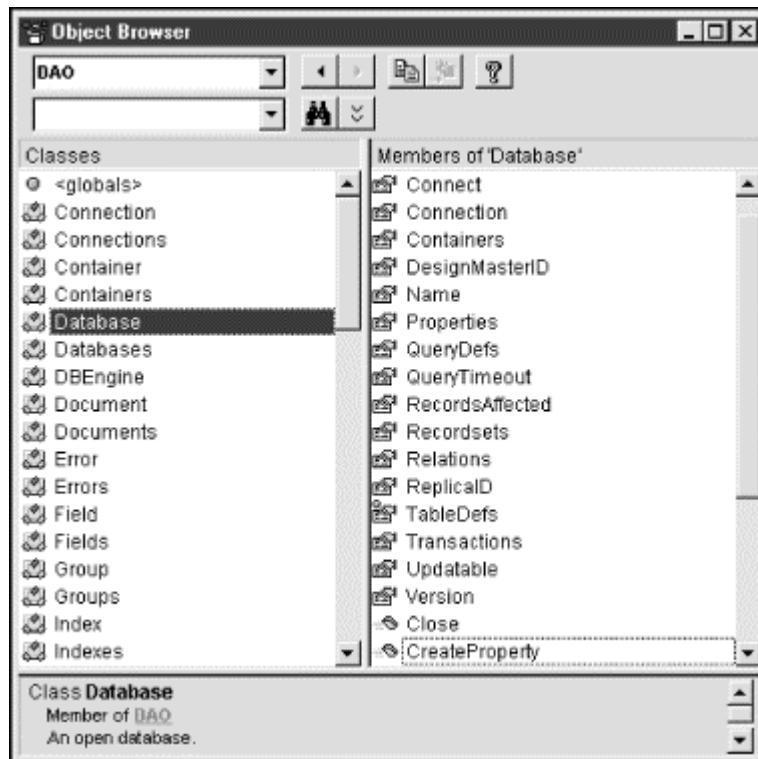 Object Browser
DAO
Classes
Members of 'Database'
<globals>
Connect
Connection
Connection
Connections
Containers
Container
DesignMasterID
Containers
Name
Database
Properties
Databases
QueryDefs
DBEngine
QueryTimeout
Document
RecordsAffected
Documents
Recordsets
Error
Relations
Errors
ReplicaID
Field
TableDefs
Fields
Transactions
Group
Updatable
Groups
Version
Index
Close
Indexes
CreateProperty
Class Database
Member of DAO
An open database.